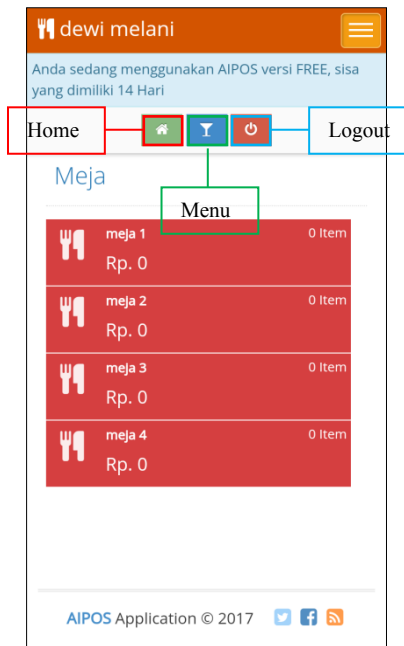 dewi melani
Anda sedang menggunakan AIPOS versi FREE, sisa
yang dimiliki 14 Hari
Home
Logout
Meja
Menu
meja 1
0 Item
Rp. 0
meja 2
0 Item
Rp. 0
meja 3
0 Item
Rp. 0
meja 4
0 Item
Rp. 0
AIPOS Application © 2017